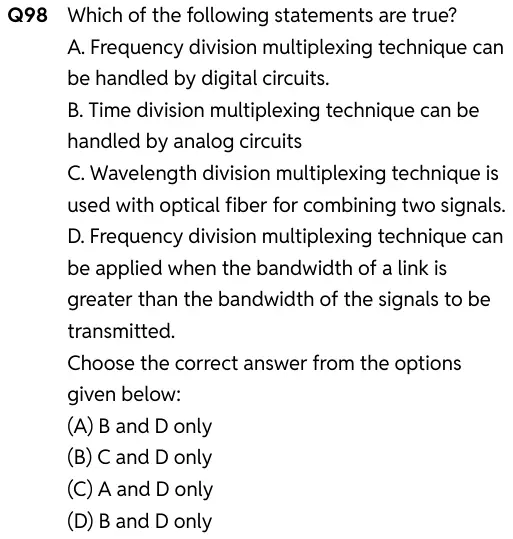 Q98 Which of the following statements are true?
A. Frequency division multiplexing technique can
be handled by digital circuits.
B. Time division multiplexing technique can be
handled by analog circuits
C. Wavelength division multiplexing technique is
used with optical fiber for combining two signals.
D. Frequency division multiplexing technique can
be applied when the bandwidth of a link is
greater than the bandwidth of the signals to be
transmitted.
Choose the correct answer from the options
given below:
(A) B and D only
(B) C and D only
(C) A and D only
(D) B and D only